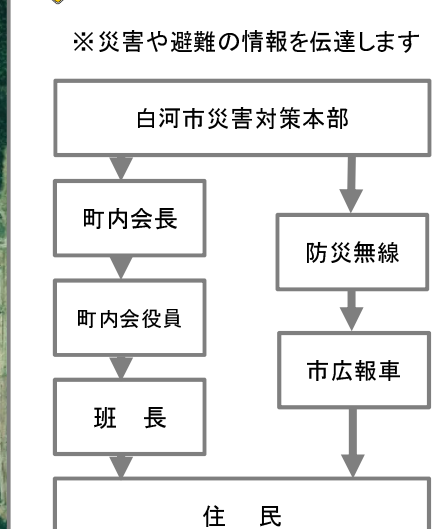 ※災害や避難の情報を伝達します
白河市災害対策本部
町内会長
防災無線
町内会役員
市広報車
班　長
住　民